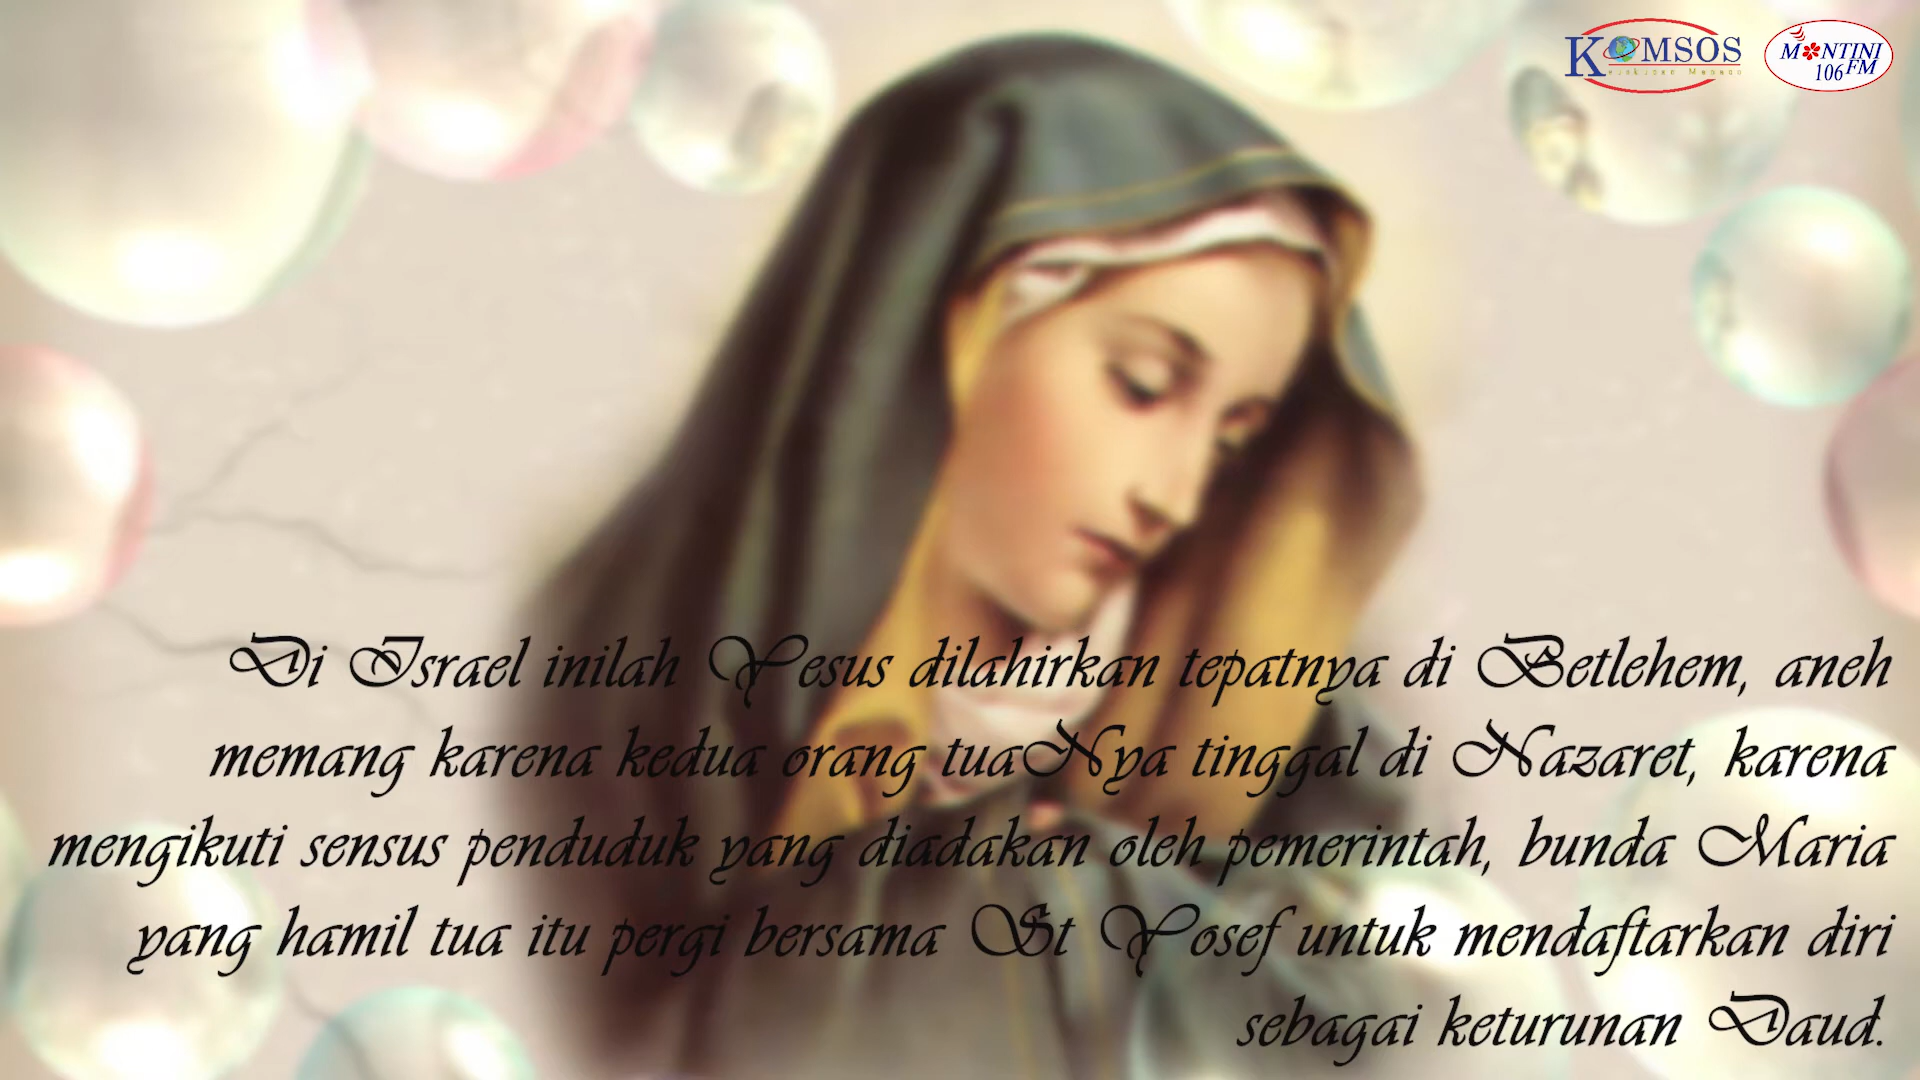 KOMSOS
MONTINI
106 FM
Di Israel inilah Yesus dilahirkan tepatnya di Betlehem, aneh
memang karena kedua orang tuaNya tinggal di Nazaret, karena
mengikuti sensus penduduk yang diadakan oleh pemerintah, bunda Maria
yang hamil tua itu pergi bersama St Yosef untuk mendaftarkan diri
sebagai keturunan Daud.